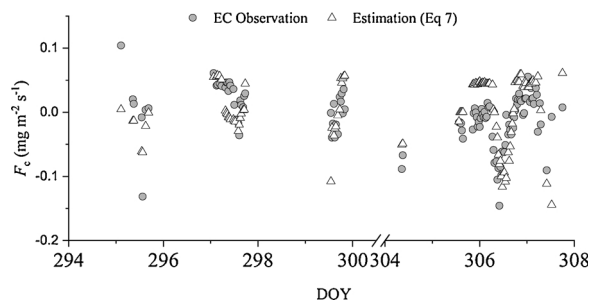 EC Observation
Estimation (Eq 7)
0.1
0.0
-0.1
-0.2
Fc (mg m-2 s-1)
294
296
298
300
304
306
308
DOY